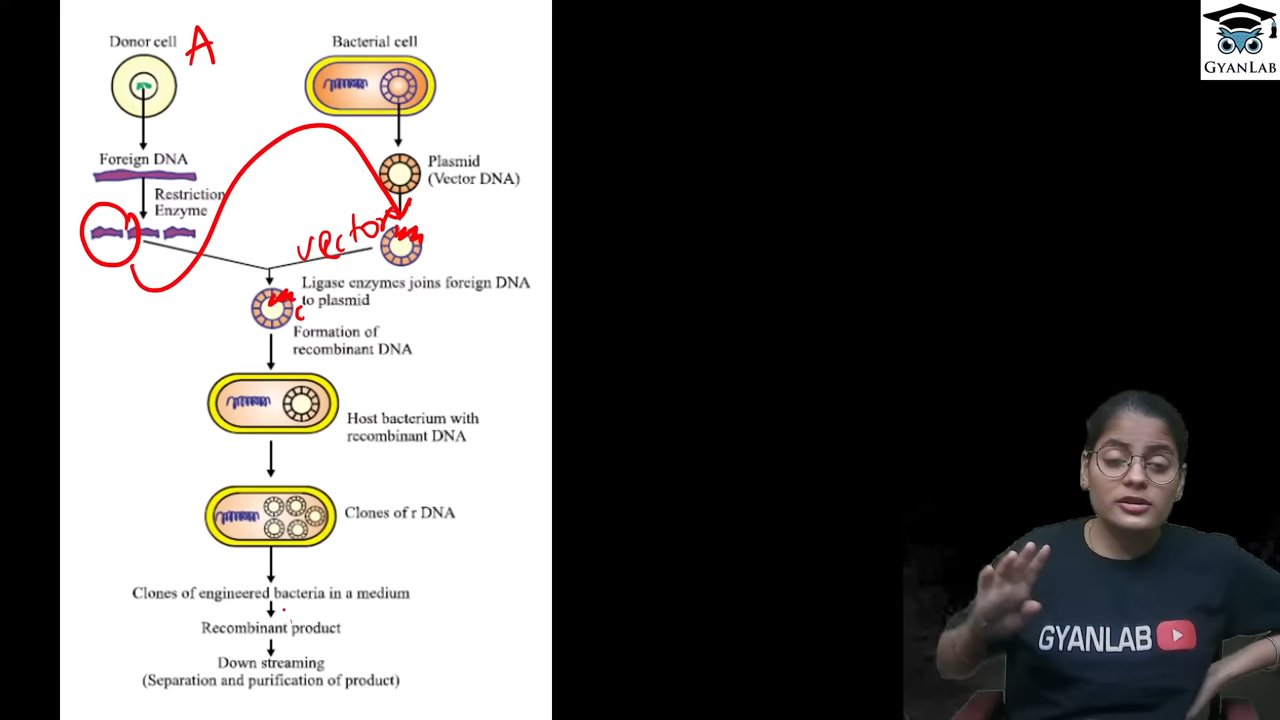 Donor cell A
Bacterial cell
Foreign DNA
Plasmid
(Vector DNA)
Restriction
Enzyme
vector
Ligase enzymes joins foreign DNA
to plasmid
Formation of
recombinant DNA
Host bacterium with
recombinant DNA
Clones of r DNA
Clones of engineered bacteria in a medium
Recombinant product
Down streaming
(Separation and purification of product)
GYANLAB
GYANLAB